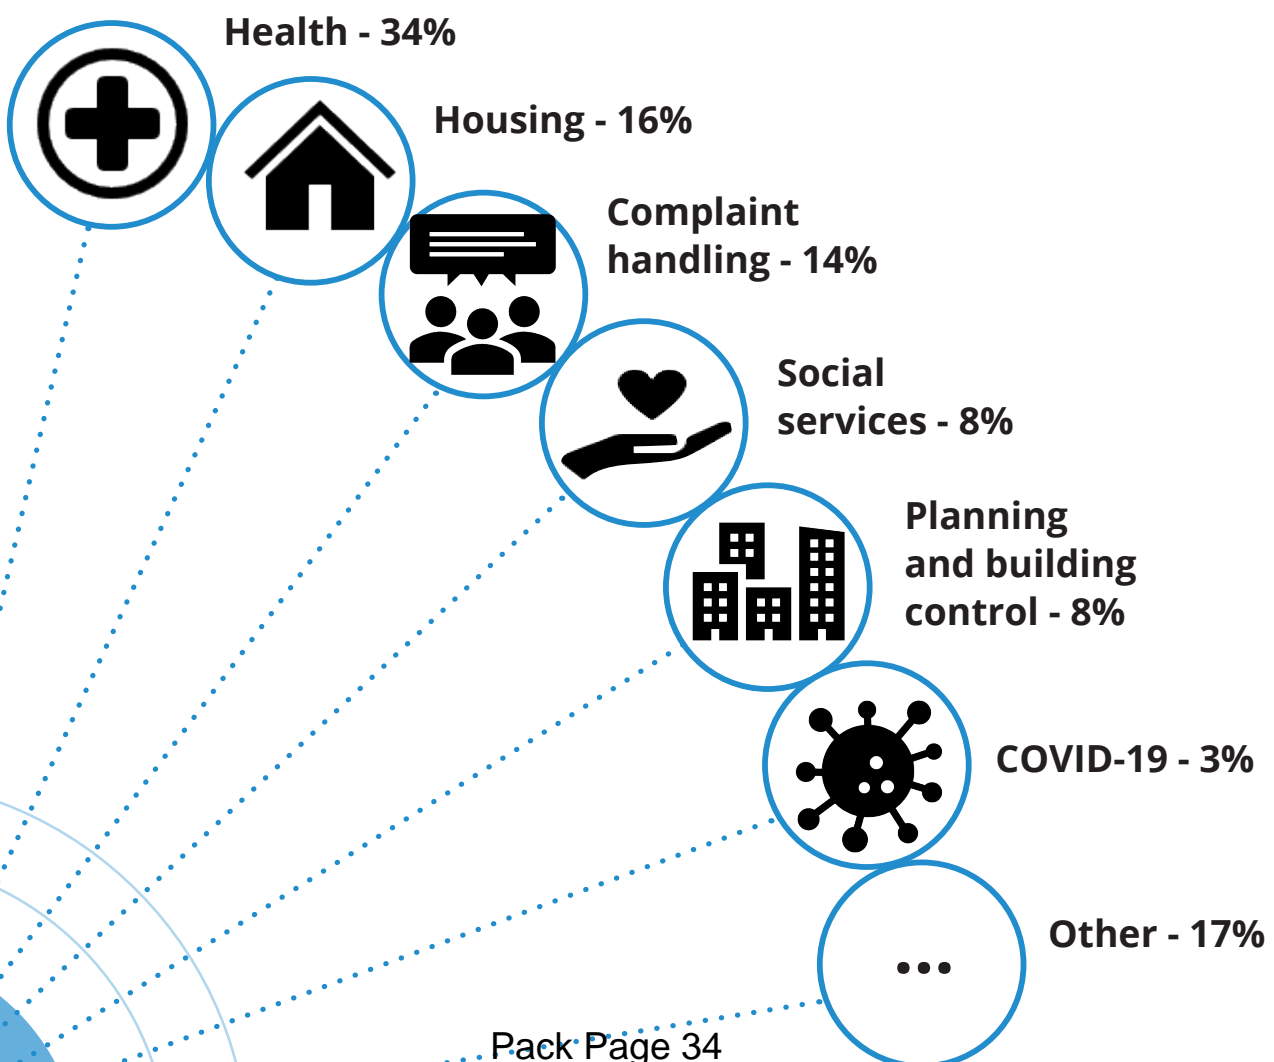 Health - 34%
Housing - 16%
Complaint
handling - 14%
Social
services - 8%
Planning
and building
control - 8%
COVID-19 - 3%
Other - 17%
...
Pack Page 34